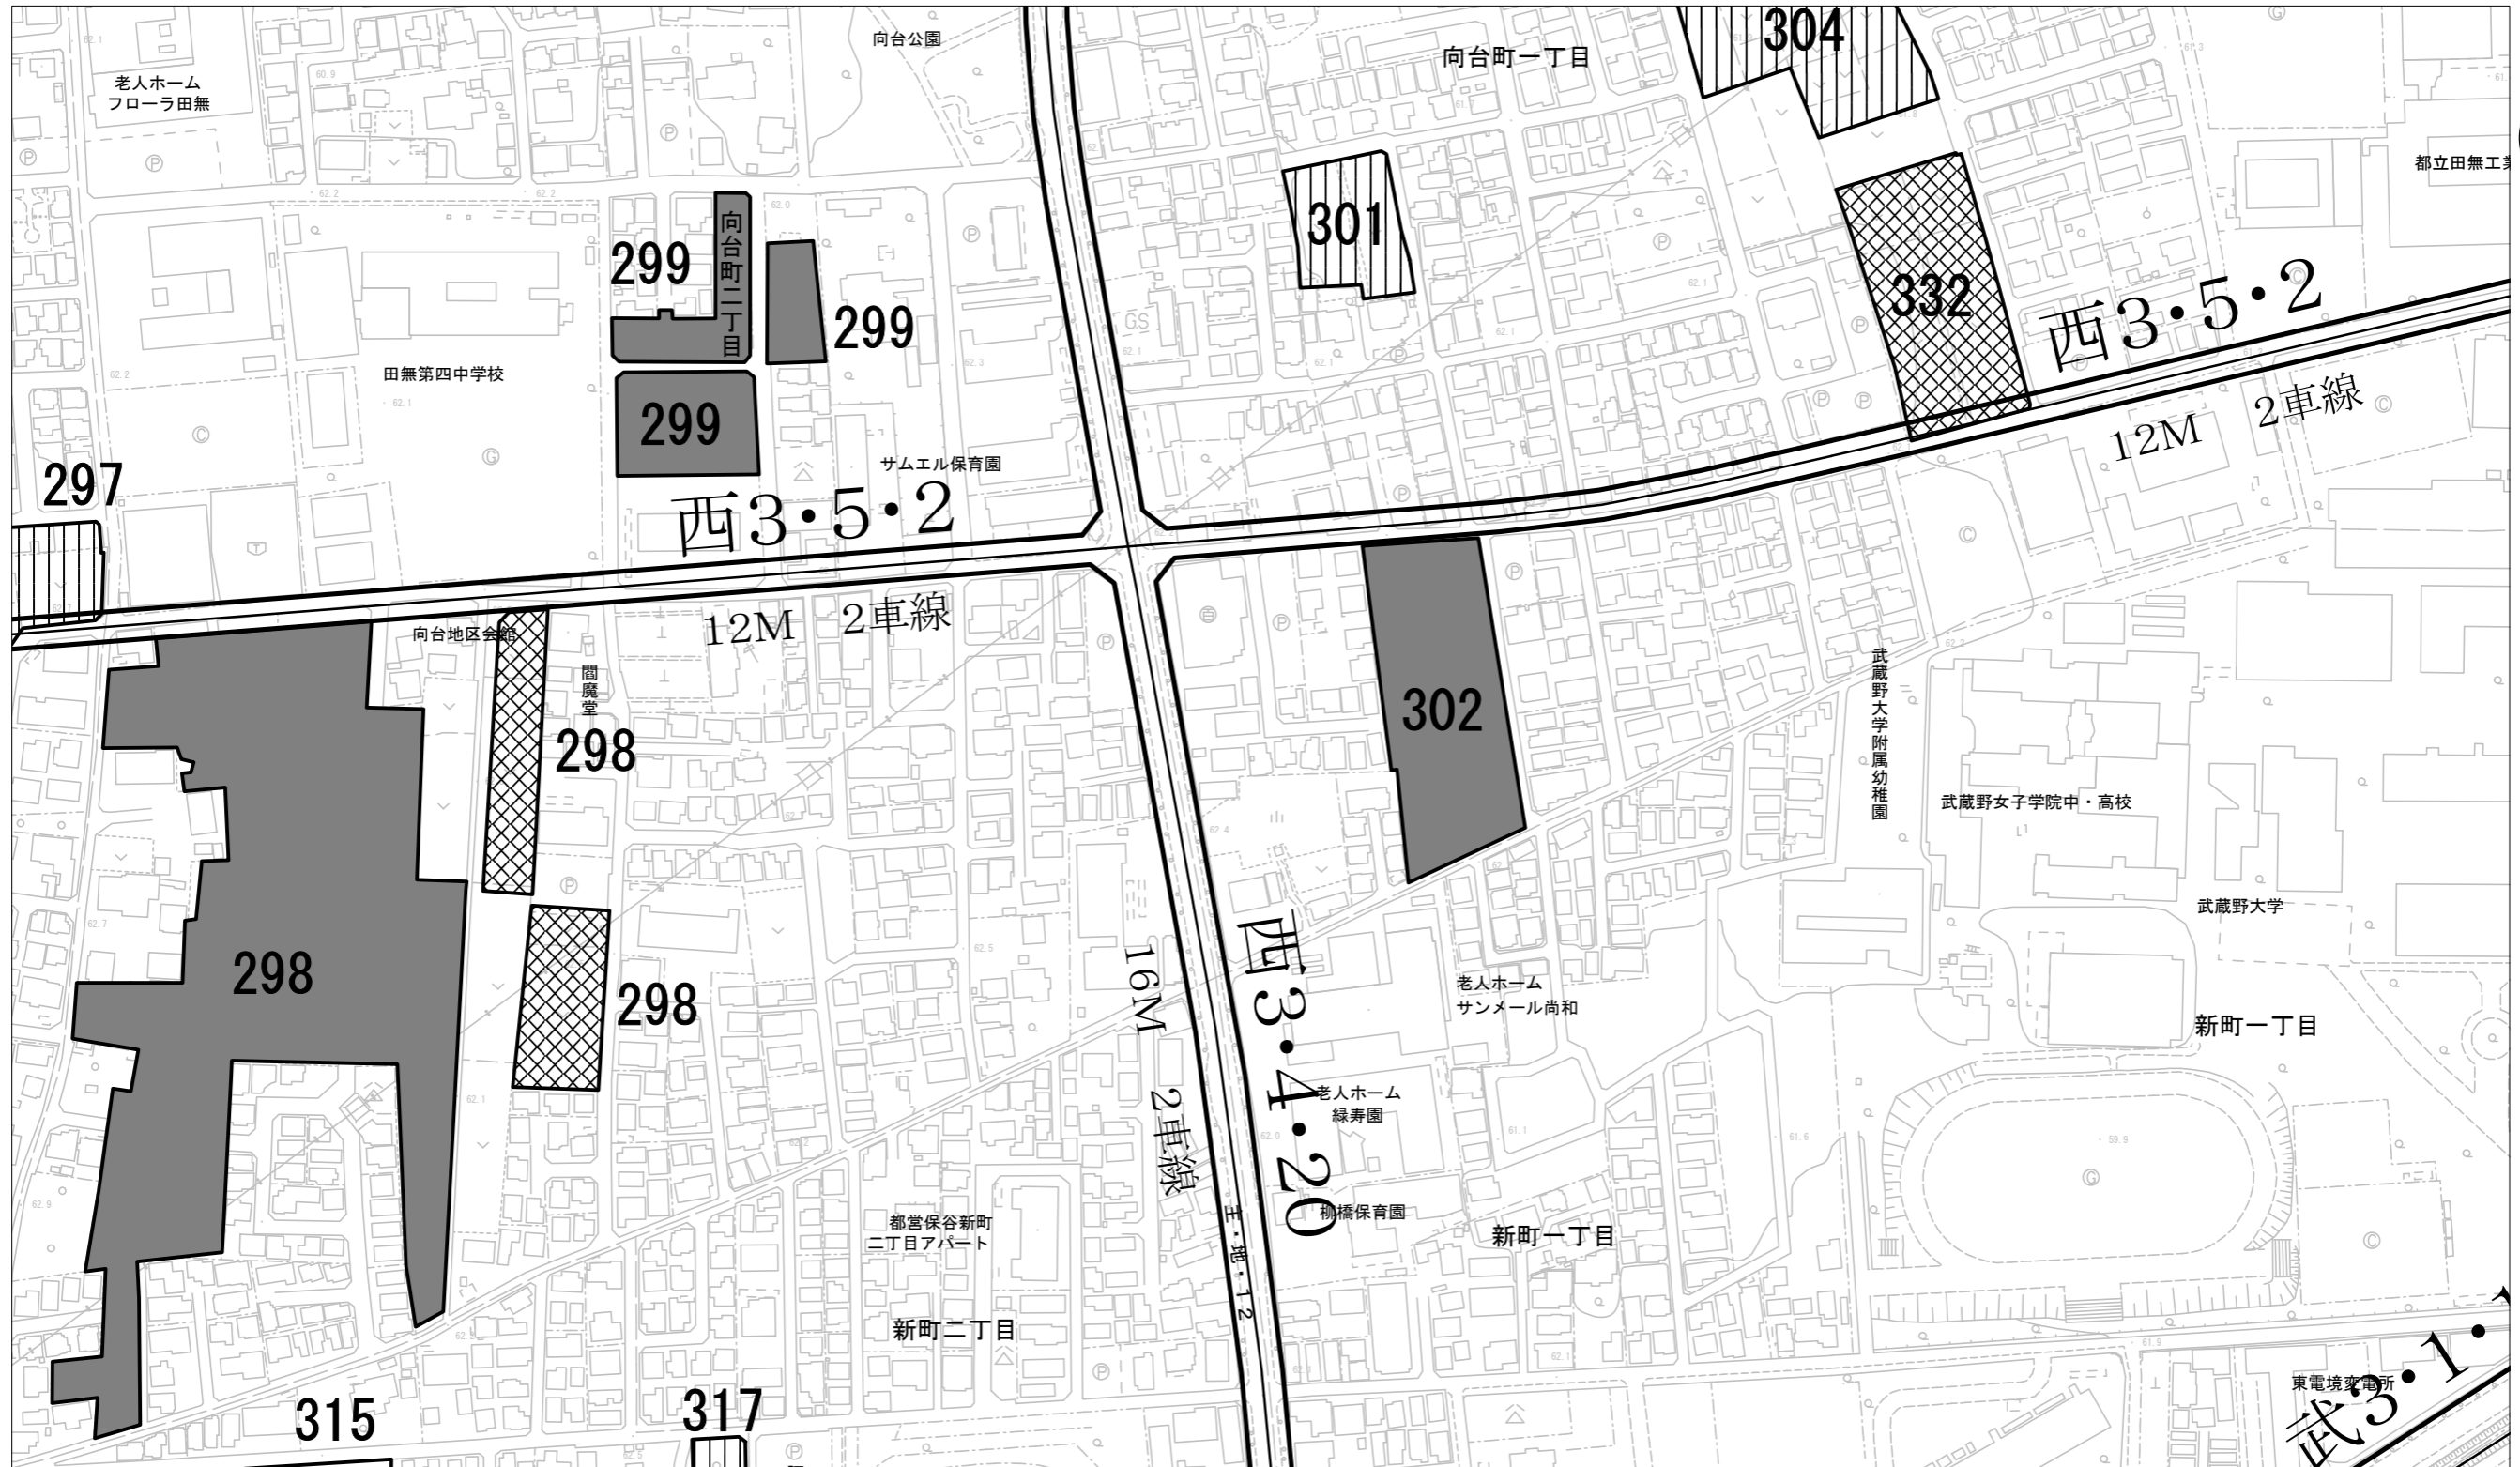 向台公園
向台町一丁目
304
老人ホーム
フローラ田無
都立田無工業
301
向台町二丁目
299
299
299
332
西3・5・2
12M 2車線
田無第四中学校
サムエル保育園
297
西3・5・2
12M 2車線
GS
向台地区会館
閻魔堂
298
298
298
302
武蔵野大学附属幼稚園
武蔵野女子学院中・高校
武蔵野大学
新町一丁目
16M 2車線
西3・4・20
主・地・12
老人ホーム
サンメール尚和
老人ホーム
緑寿園
柳橋保育園
新町一丁目
都営保谷新町
二丁目アパート
新町二丁目
315
317
東電境変電所
武3・1・